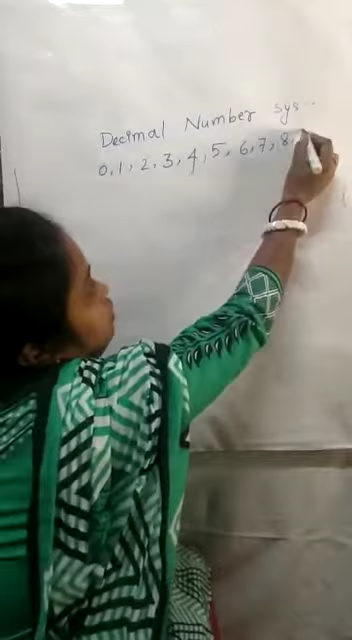 Decimal Number Sys
0, 1, 2, 3, 4, 5, 6, 7, 8,